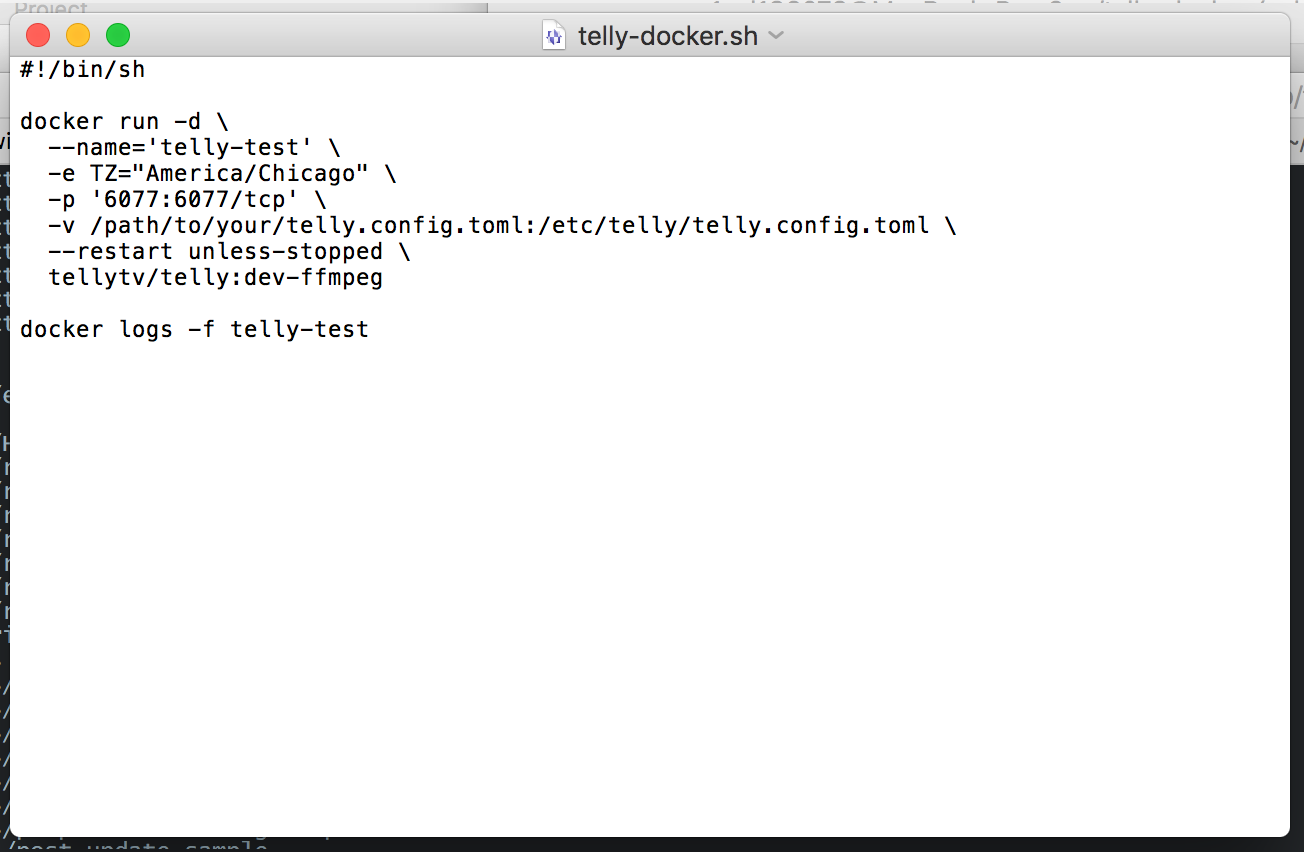 Project
telly-docker.sh
#!/bin/sh
docker run -d \
--name='telly-test' \
-e TZ="America/Chicago" \
-p '6077:6077/tcp' \
-v /path/to/your/telly.config.toml:/etc/telly/telly.config.toml \
--restart unless-stopped \
tellytv/telly:dev-ffmpeg
docker logs -f telly-test